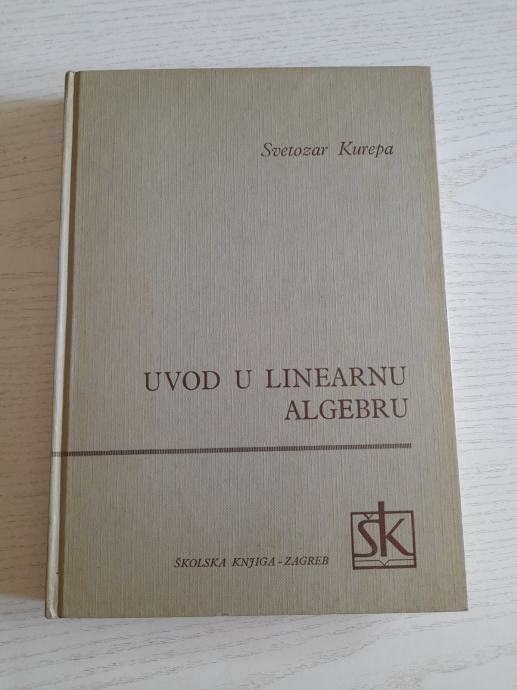 Svetozar Kurepa
UVOD U LINEARNU
ALGEBRU
ŠKOLSKA KNJIGA - ZAGREB
ŠK